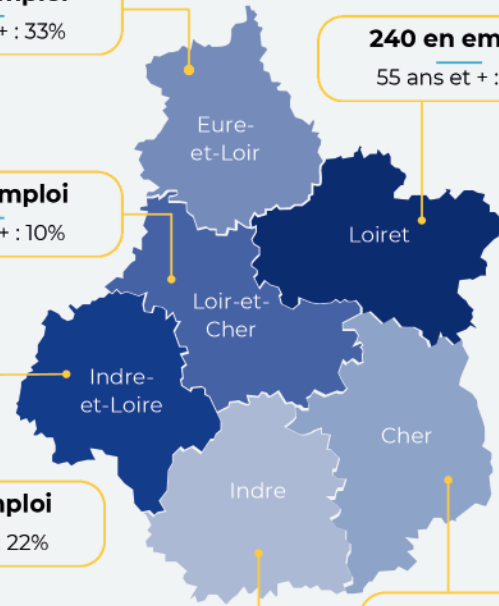 + : 33%
240 en em
55 ans et + :
Eure-
et-Loir
mploi
+ : 10%
Loiret
Loir-et-
Cher
Indre-
et-Loire
Cher
Indre
ploi
: 22%